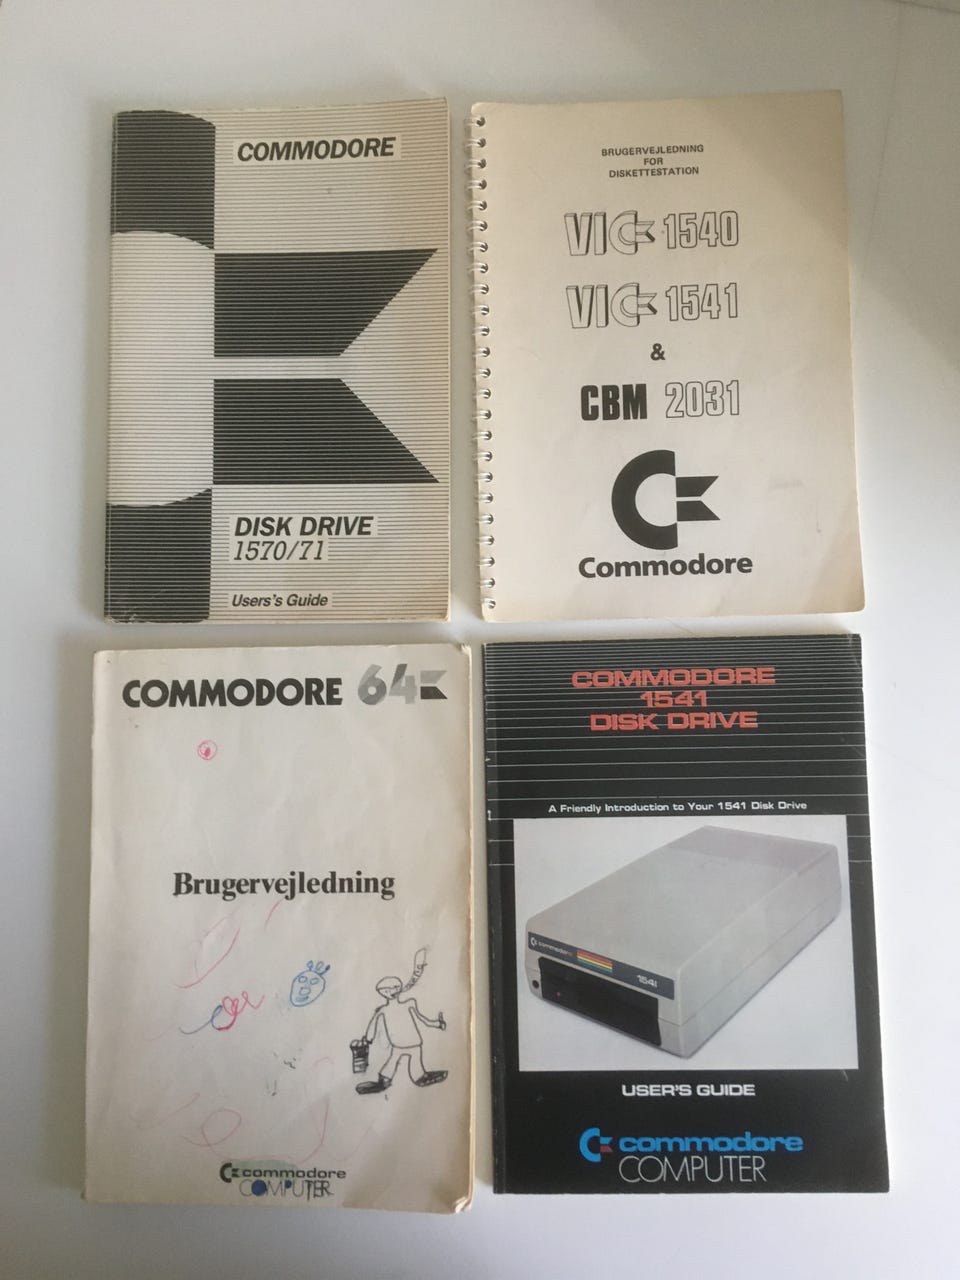 COMMODORE
DISK DRIVE
1570/71
Users's Guide
BRUGERVEJLEDNING
FOR
DISKETTESTATION
VIC 1540
VIC 1541
&
CBM 2031
Commodore
COMMODORE 64
Brugervejledning
commodore
COMPUTER
COMMODORE
1541
DISK DRIVE
A Friendly Introduction to Your 1541 Disk Drive
commodore
1541
USER'S GUIDE
commodore
COMPUTER